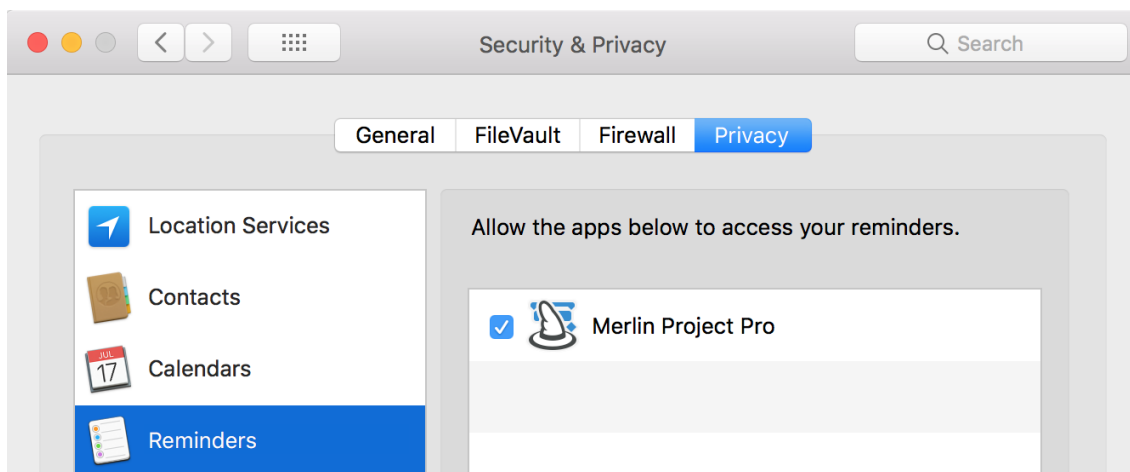 Security & Privacy
Search
General FileVault Firewall Privacy
Location Services
Contacts
JUL
17
Calendars
Reminders
Allow the apps below to access your reminders.
Merlin Project Pro